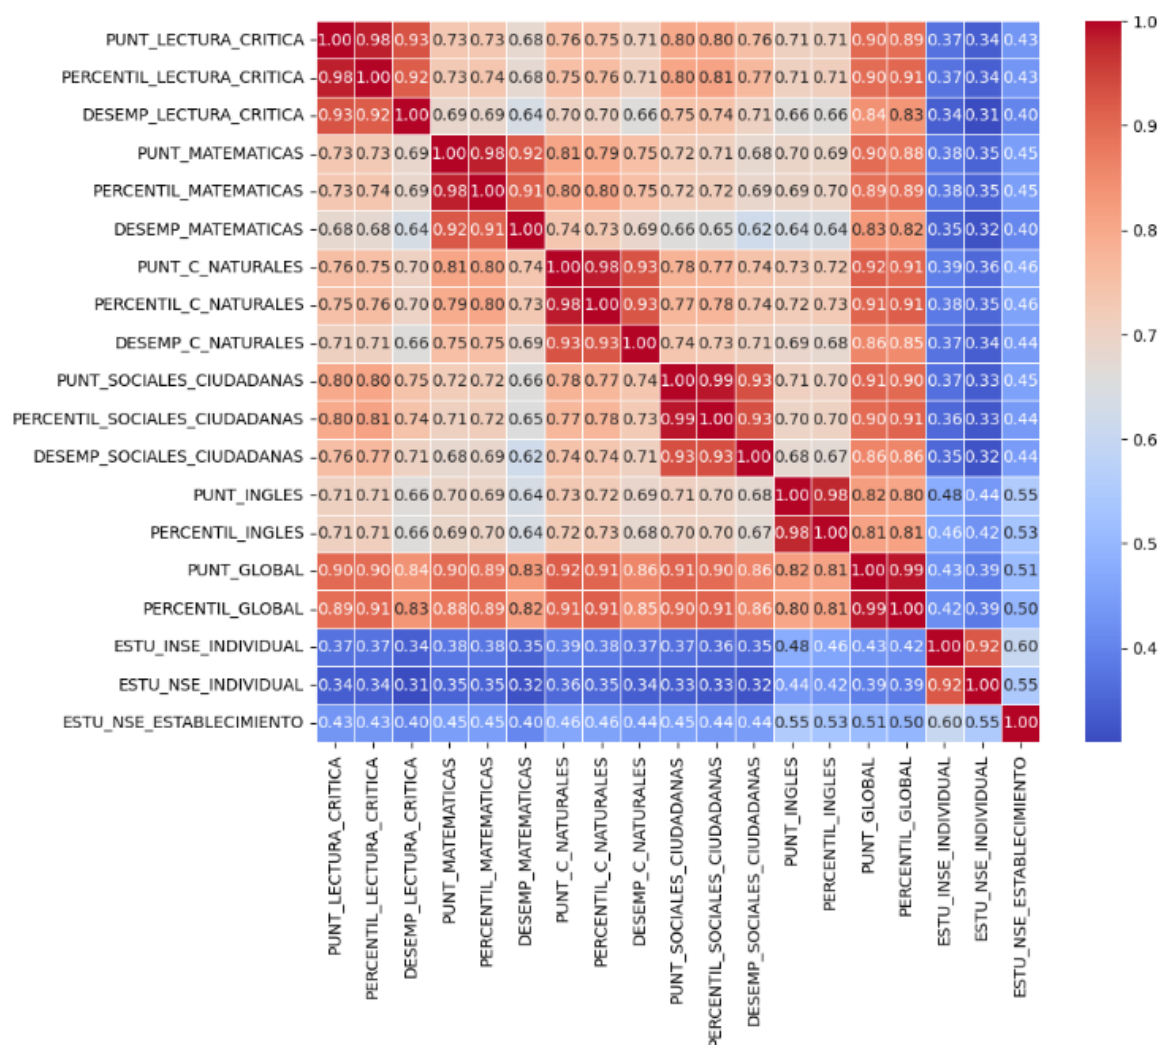 PUNT_LECTURA_CRITICA 1.00 0.98 0.93 0.73 0.73 0.68 0.76 0.75 0.71 0.80 0.80 0.76 0.71 0.71 0.90 0.89 0.37 0.34 0.43
PERCENTIL_LECTURA_CRITICA 0.98 1.00 0.92 0.73 0.74 0.68 0.75 0.76 0.71 0.80 0.81 0.77 0.71 0.71 0.90 0.91 0.37 0.34 0.43
DESEMP_LECTURA_CRITICA 0.93 0.92 1.00 0.69 0.69 0.64 0.70 0.70 0.66 0.75 0.74 0.71 0.66 0.66 0.84 0.83 0.34 0.31 0.40
PUNT_MATEMATICAS 0.73 0.73 0.69 1.00 0.98 0.92 0.81 0.79 0.75 0.72 0.71 0.68 0.70 0.69 0.90 0.88 0.38 0.35 0.45
PERCENTIL_MATEMATICAS 0.73 0.74 0.69 0.98 1.00 0.91 0.80 0.80 0.75 0.72 0.72 0.69 0.69 0.70 0.89 0.89 0.38 0.35 0.45
DESEMP_MATEMATICAS 0.68 0.68 0.64 0.92 0.91 1.00 0.74 0.73 0.69 0.66 0.65 0.62 0.64 0.64 0.83 0.82 0.35 0.32 0.40
PUNT_C_NATURALES 0.76 0.75 0.70 0.81 0.80 0.74 1.00 0.98 0.93 0.78 0.77 0.74 0.73 0.72 0.92 0.91 0.39 0.36 0.46
PERCENTIL_C_NATURALES 0.75 0.76 0.70 0.79 0.80 0.73 0.98 1.00 0.93 0.77 0.78 0.74 0.72 0.73 0.91 0.91 0.38 0.35 0.46
DESEMP_C_NATURALES 0.71 0.71 0.66 0.75 0.75 0.69 0.93 0.93 1.00 0.74 0.73 0.71 0.69 0.68 0.86 0.85 0.37 0.34 0.44
PUNT_SOCIALES_CIUDADANAS 0.80 0.80 0.75 0.72 0.72 0.66 0.78 0.77 0.74 1.00 0.99 0.93 0.71 0.70 0.91 0.90 0.37 0.33 0.45
PERCENTIL_SOCIALES_CIUDADANAS 0.80 0.81 0.74 0.71 0.72 0.65 0.77 0.78 0.73 0.99 1.00 0.93 0.70 0.70 0.90 0.91 0.36 0.33 0.44
DESEMP_SOCIALES_CIUDADANAS 0.76 0.77 0.71 0.68 0.69 0.62 0.74 0.74 0.71 0.93 0.93 1.00 0.68 0.67 0.86 0.86 0.35 0.32 0.44
PUNT_INGLES 0.71 0.71 0.66 0.70 0.69 0.64 0.73 0.72 0.69 0.71 0.70 0.68 1.00 0.98 0.82 0.80 0.48 0.44 0.55
PERCENTIL_INGLES 0.71 0.71 0.66 0.69 0.70 0.64 0.72 0.73 0.68 0.70 0.70 0.67 0.98 1.00 0.81 0.81 0.46 0.42 0.53
PUNT_GLOBAL 0.90 0.90 0.84 0.90 0.89 0.83 0.92 0.91 0.86 0.91 0.90 0.86 0.82 0.81 1.00 0.99 0.43 0.39 0.51
PERCENTIL_GLOBAL 0.89 0.91 0.83 0.88 0.89 0.82 0.91 0.91 0.85 0.90 0.91 0.86 0.80 0.81 0.99 1.00 0.42 0.39 0.50
ESTU_INSE_INDIVIDUAL 0.37 0.37 0.34 0.38 0.38 0.35 0.39 0.38 0.37 0.37 0.36 0.35 0.48 0.46 0.43 0.42 1.00 0.92 0.60
ESTU_NSE_INDIVIDUAL 0.34 0.34 0.31 0.35 0.35 0.32 0.36 0.35 0.34 0.33 0.33 0.32 0.44 0.42 0.39 0.39 0.92 1.00 0.55
ESTU_NSE_ESTABLECIMIENTO 0.43 0.43 0.40 0.45 0.45 0.40 0.46 0.46 0.44 0.45 0.44 0.44 0.55 0.53 0.51 0.50 0.60 0.55 1.00
PUNT_LECTURA_CRITICA
PERCENTIL_LECTURA_CRITICA
DESEMP_LECTURA_CRITICA
PUNT_MATEMATICAS
PERCENTIL_MATEMATICAS
DESEMP_MATEMATICAS
PUNT_C_NATURALES
PERCENTIL_C_NATURALES
DESEMP_C_NATURALES
PUNT_SOCIALES_CIUDADANAS
PERCENTIL_SOCIALES_CIUDADANAS
DESEMP_SOCIALES_CIUDADANAS
PUNT_INGLES
PERCENTIL_INGLES
PUNT_GLOBAL
PERCENTIL_GLOBAL
ESTU_INSE_INDIVIDUAL
ESTU_NSE_INDIVIDUAL
ESTU_NSE_ESTABLECIMIENTO
1.0
0.9
0.8
0.7
0.6
0.5
0.4